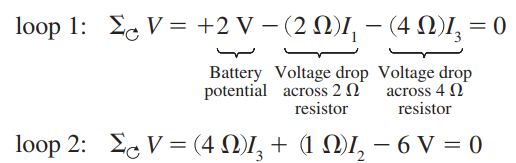 loop 1: Σ↻ V = +2 V − (2 Ω)I₁ − (4 Ω)I₃ = 0
Battery Voltage drop Voltage drop
potential across 2 Ω across 4 Ω
resistor resistor
loop 2: Σ↻ V = (4 Ω)I₃ + (1 Ω)I₂ − 6 V = 0